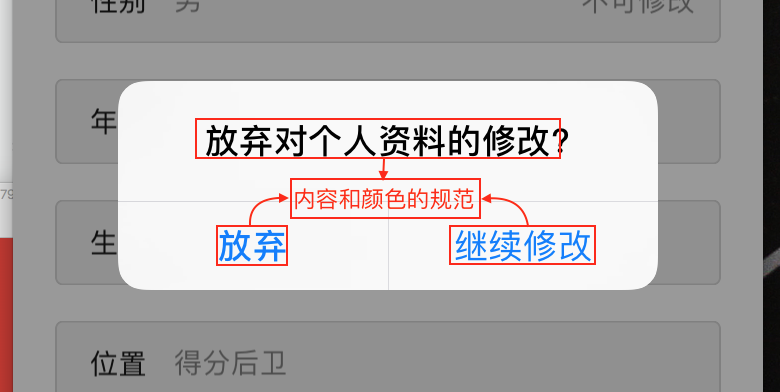 性别 男 不可修改
年
放弃对个人资料的修改?
79
内容和颜色的规范
生
放弃 继续修改
位置 得分后卫